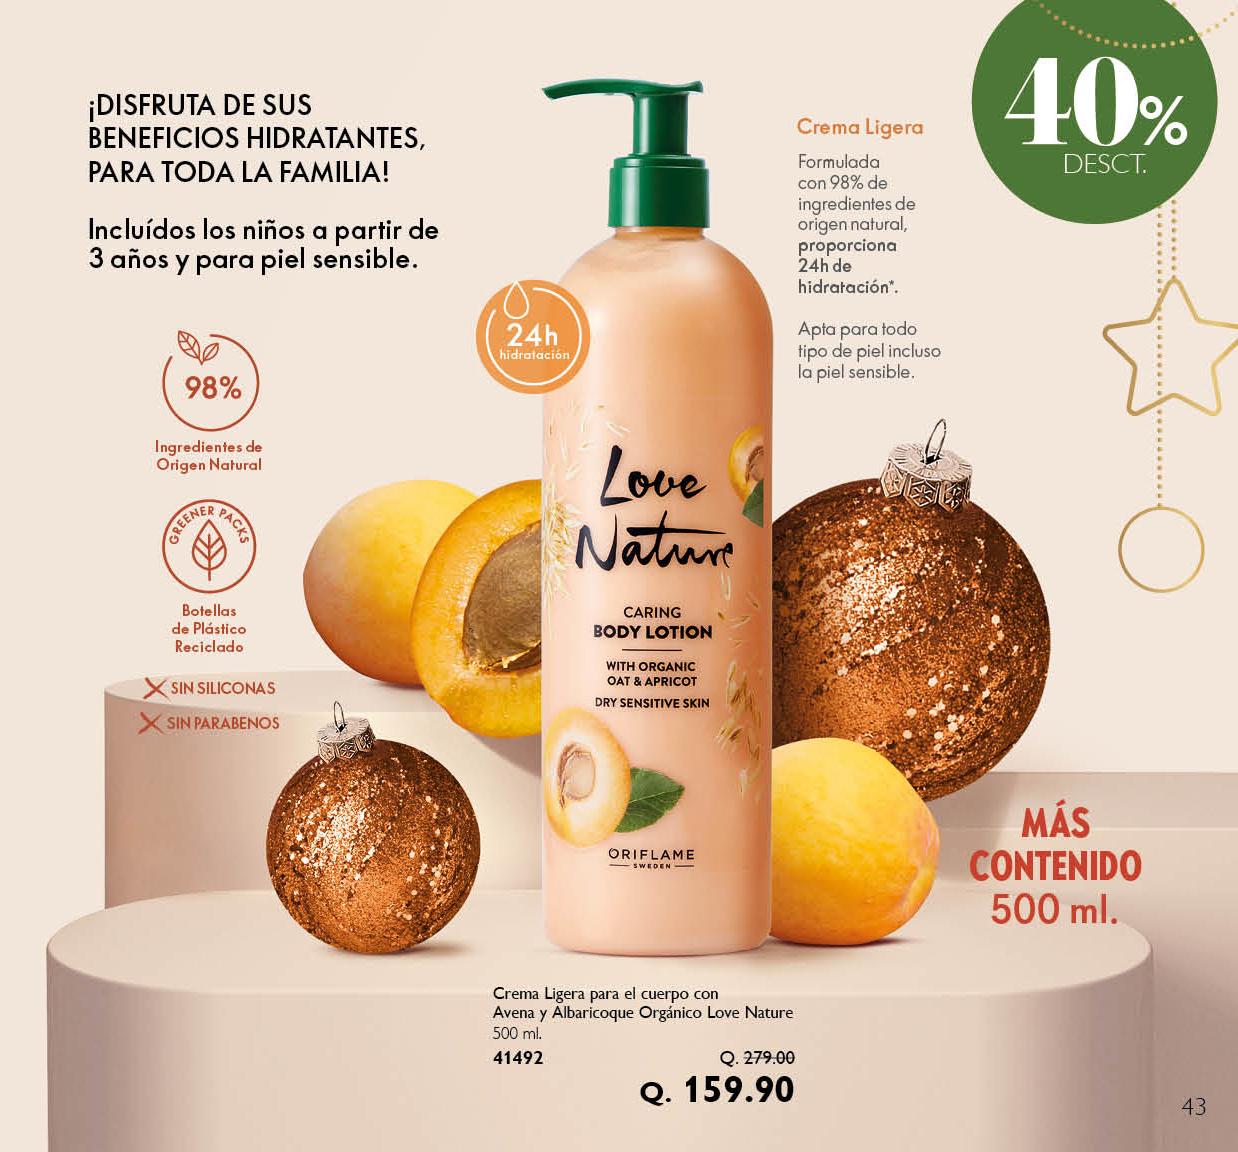 ¡DISFRUTA DE SUS
BENEFICIOS HIDRATANTES,
PARA TODA LA FAMILIA!
Incluídos los niños a partir de
3 años y para piel sensible.
98%
Ingredientes de
Origen Natural
GREENER PACKS
Botellas
de Plástico
Reciclado
SIN SILICONAS
SIN PARABENOS
24h
hidratación
Love
Nature
CARING
BODY LOTION
WITH ORGANIC
OAT & APRICOT
DRY SENSITIVE SKIN
ORIFLAME
SWEDEN
Crema Ligera
Formulada
con 98% de
ingredientes de
origen natural,
proporciona
24h de
hidratación*.
Apta para todo
tipo de piel incluso
la piel sensible.
40%
DESCT.
MÁS
CONTENIDO
500 ml.
Crema Ligera para el cuerpo con
Avena y Albaricoque Orgánico Love Nature
500 ml.
41492 Q. 279.00
Q. 159.90
43